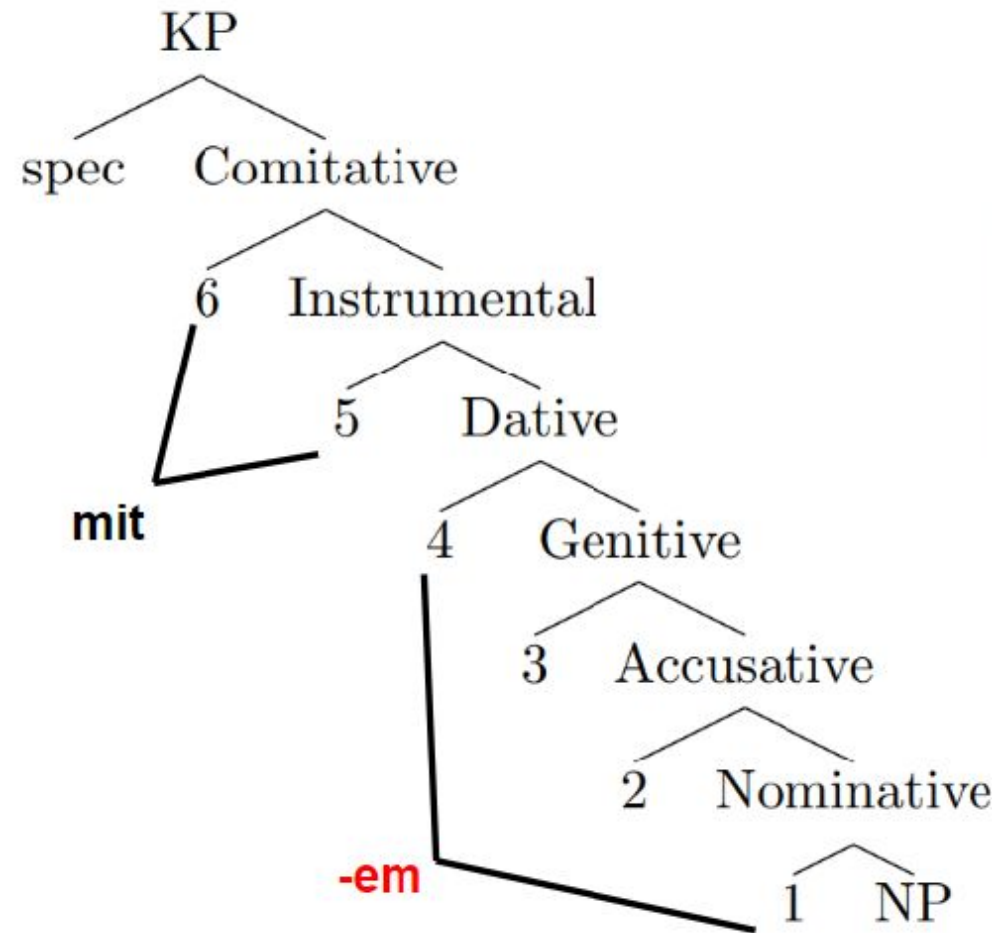 KP
spec Comitative
6 Instrumental
5 Dative
mit
4 Genitive
3 Accusative
2 Nominative
-em
1 NP